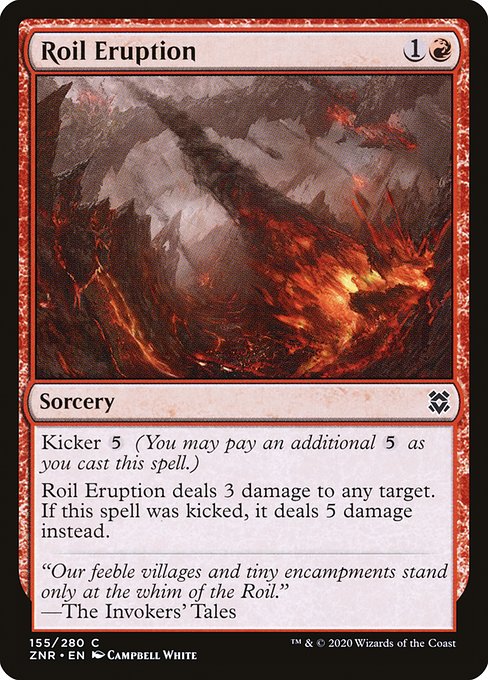 Roil Eruption 1
Sorcery
Kicker 5 (You may pay an additional 5 as
you cast this spell.)
Roil Eruption deals 3 damage to any target.
If this spell was kicked, it deals 5 damage
instead.
“Our feeble villages and tiny encampments stand
only at the whim of the Roil.”
—The Invokers’ Tales
155/280 C
ZNR • EN Campbell White
™ & © 2020 Wizards of the Coast